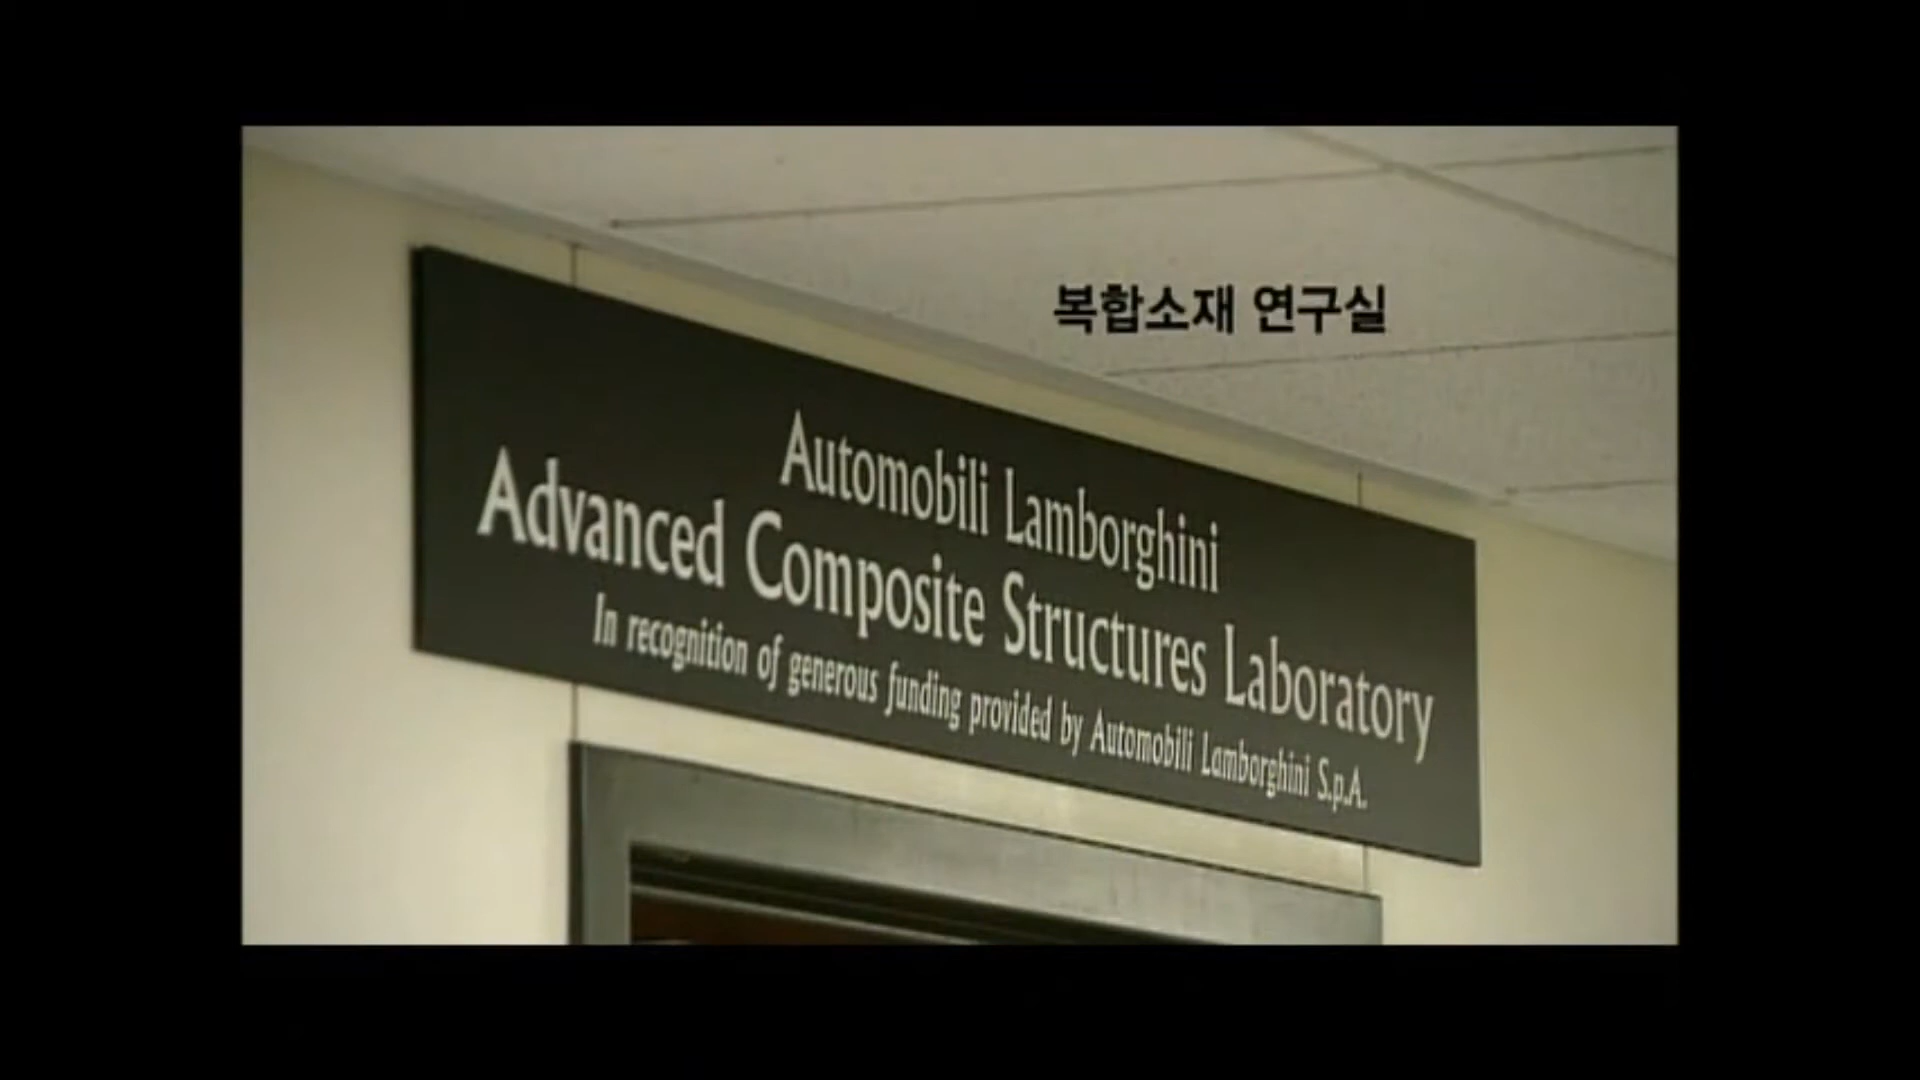 복합소재 연구실
Automobili Lamborghini
Advanced Composite Structures Laboratory
In recognition of generous funding provided by Automobili Lamborghini S.p.A.